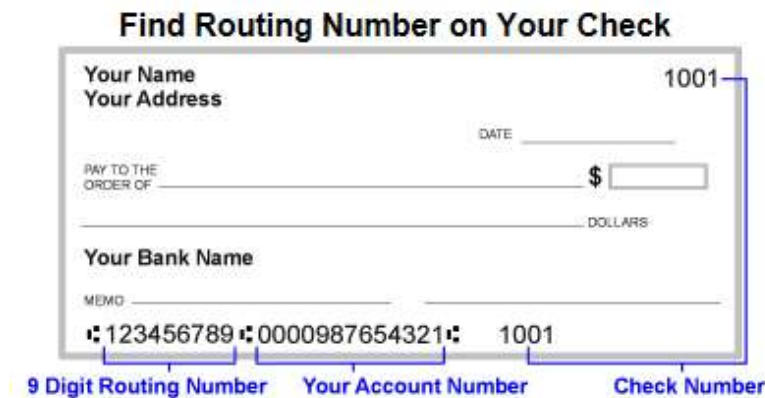 Find Routing Number on Your Check
Your Name 1001
Your Address
DATE
PAY TO THE
ORDER OF $
DOLLARS
Your Bank Name
MEMO
⑆123456789⑆0000987654321⑆ 1001
9 Digit Routing Number Your Account Number Check Number